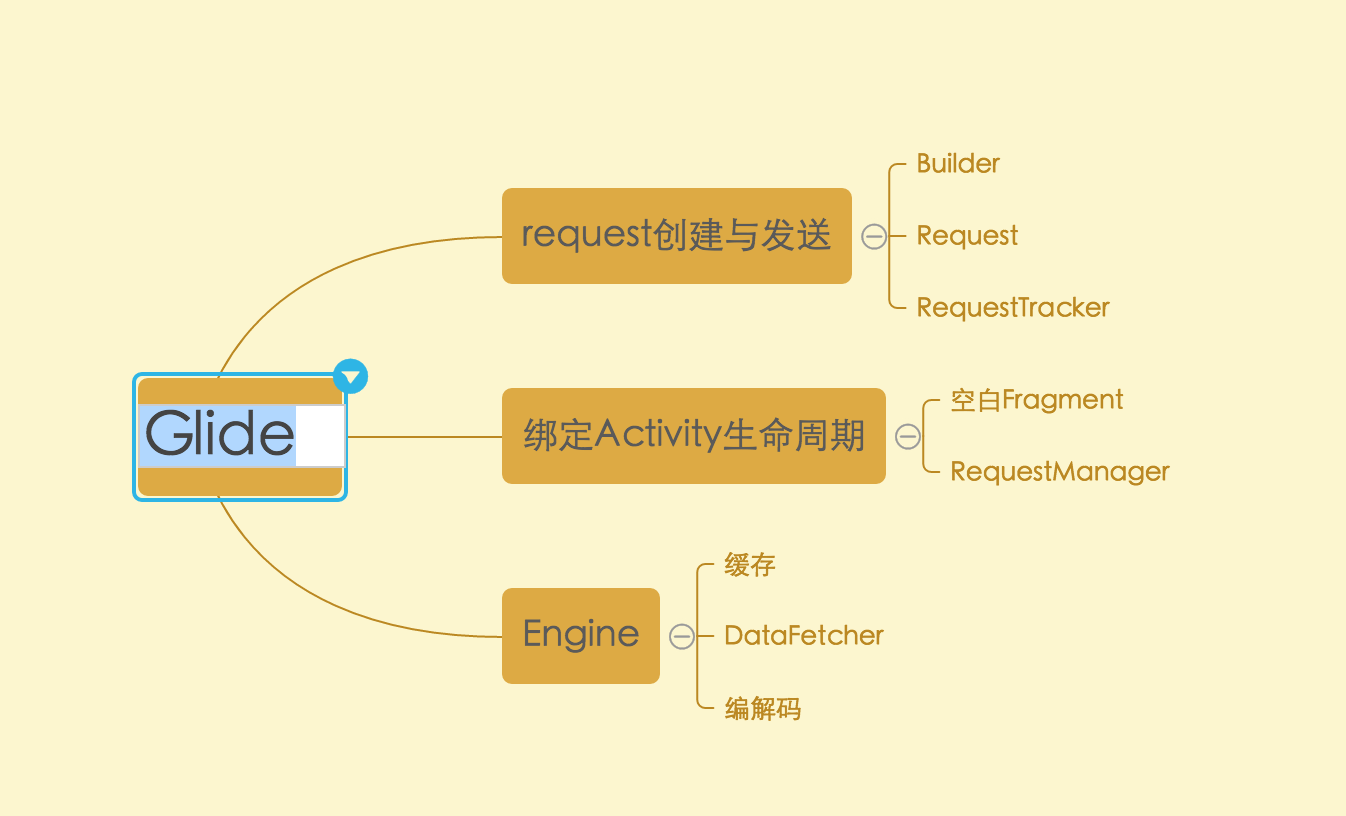 Glide
request创建与发送
Builder
Request
RequestTracker
绑定Activity生命周期
空白Fragment
RequestManager
Engine
缓存
DataFetcher
编解码